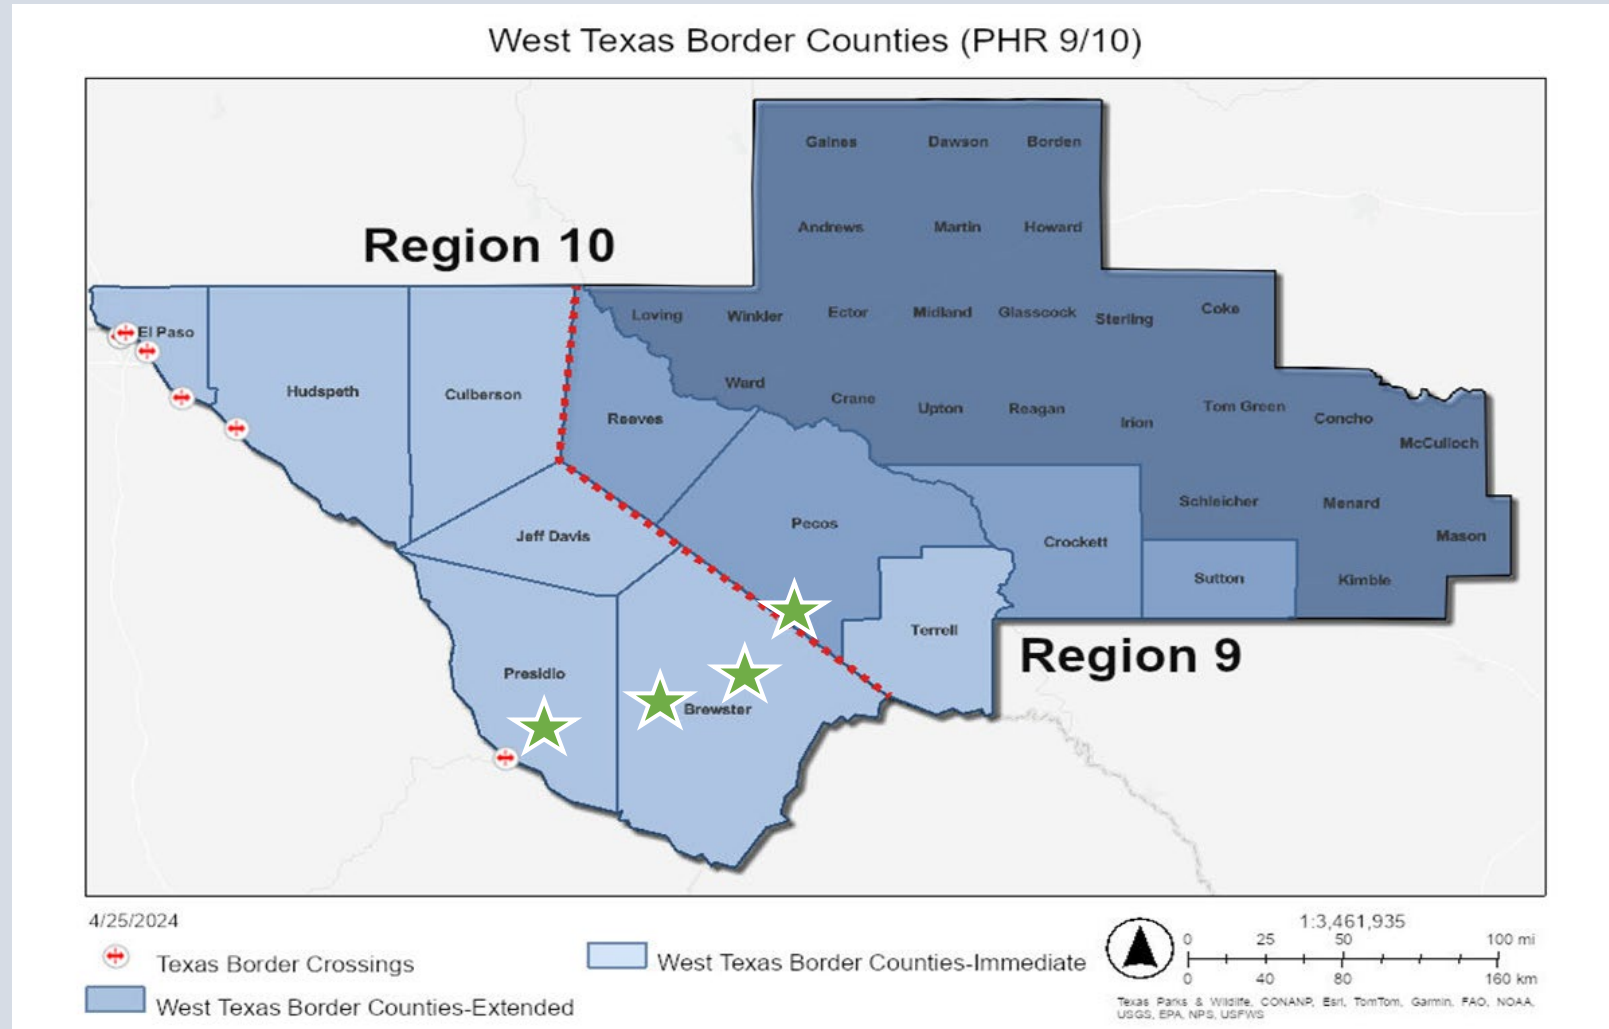 West Texas Border Counties (PHR 9/10)
Gaines Dawson Borden
Andrews Martin Howard
Region 10
Loving Winkler Ector Midland Glasscock Sterling Coke
El Paso
Hudspeth Culberson Reeves Ward Crane Upton Reagan Irion Tom Green Concho McCulloch
Schleicher Menard
Jeff Davis Pecos Crockett Mason
Sutton Kimble
Terrell
Region 9
Presidio
Brewster
4/25/2024
Texas Border Crossings
West Texas Border Counties-Extended
West Texas Border Counties-Immediate
1:3,461,935
0 25 50 100 mi
0 40 80 160 km
Texas Parks & Wildlife, CONANP, Esri, TomTom, Garmin, FAO, NOAA,
USGS, EPA, NPS, USFWS